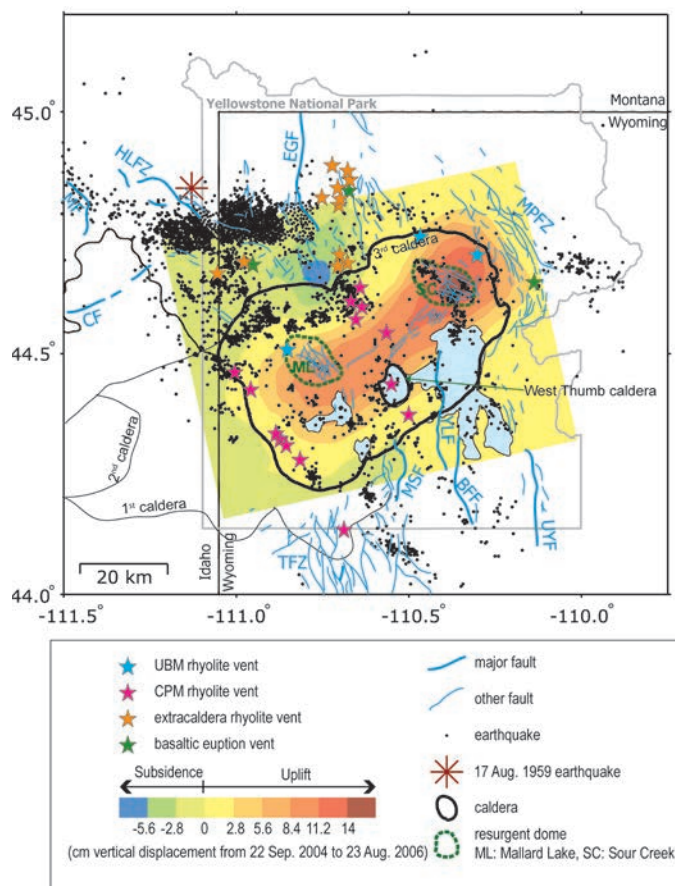 Yellowstone National Park
Montana
Wyoming
45.0°
44.5°
44.0°
HLFZ
EGF
MF
MPFZ
3rd caldera
CF
SC
ML
West Thumb caldera
YLF
2nd caldera
1st caldera
MSF
BFF
UYF
TFZ
Idaho
Wyoming
20 km
-111.5° -111.0° -110.5° -110.0°
UBM rhyolite vent
CPM rhyolite vent
extracaldera rhyolite vent
basaltic euption vent
Subsidence Uplift
-5.6 -2.8 0 2.8 5.6 8.4 11.2 14
(cm vertical displacement from 22 Sep. 2004 to 23 Aug. 2006)
major fault
other fault
earthquake
17 Aug. 1959 earthquake
caldera
resurgent dome
ML: Mallard Lake, SC: Sour Creek